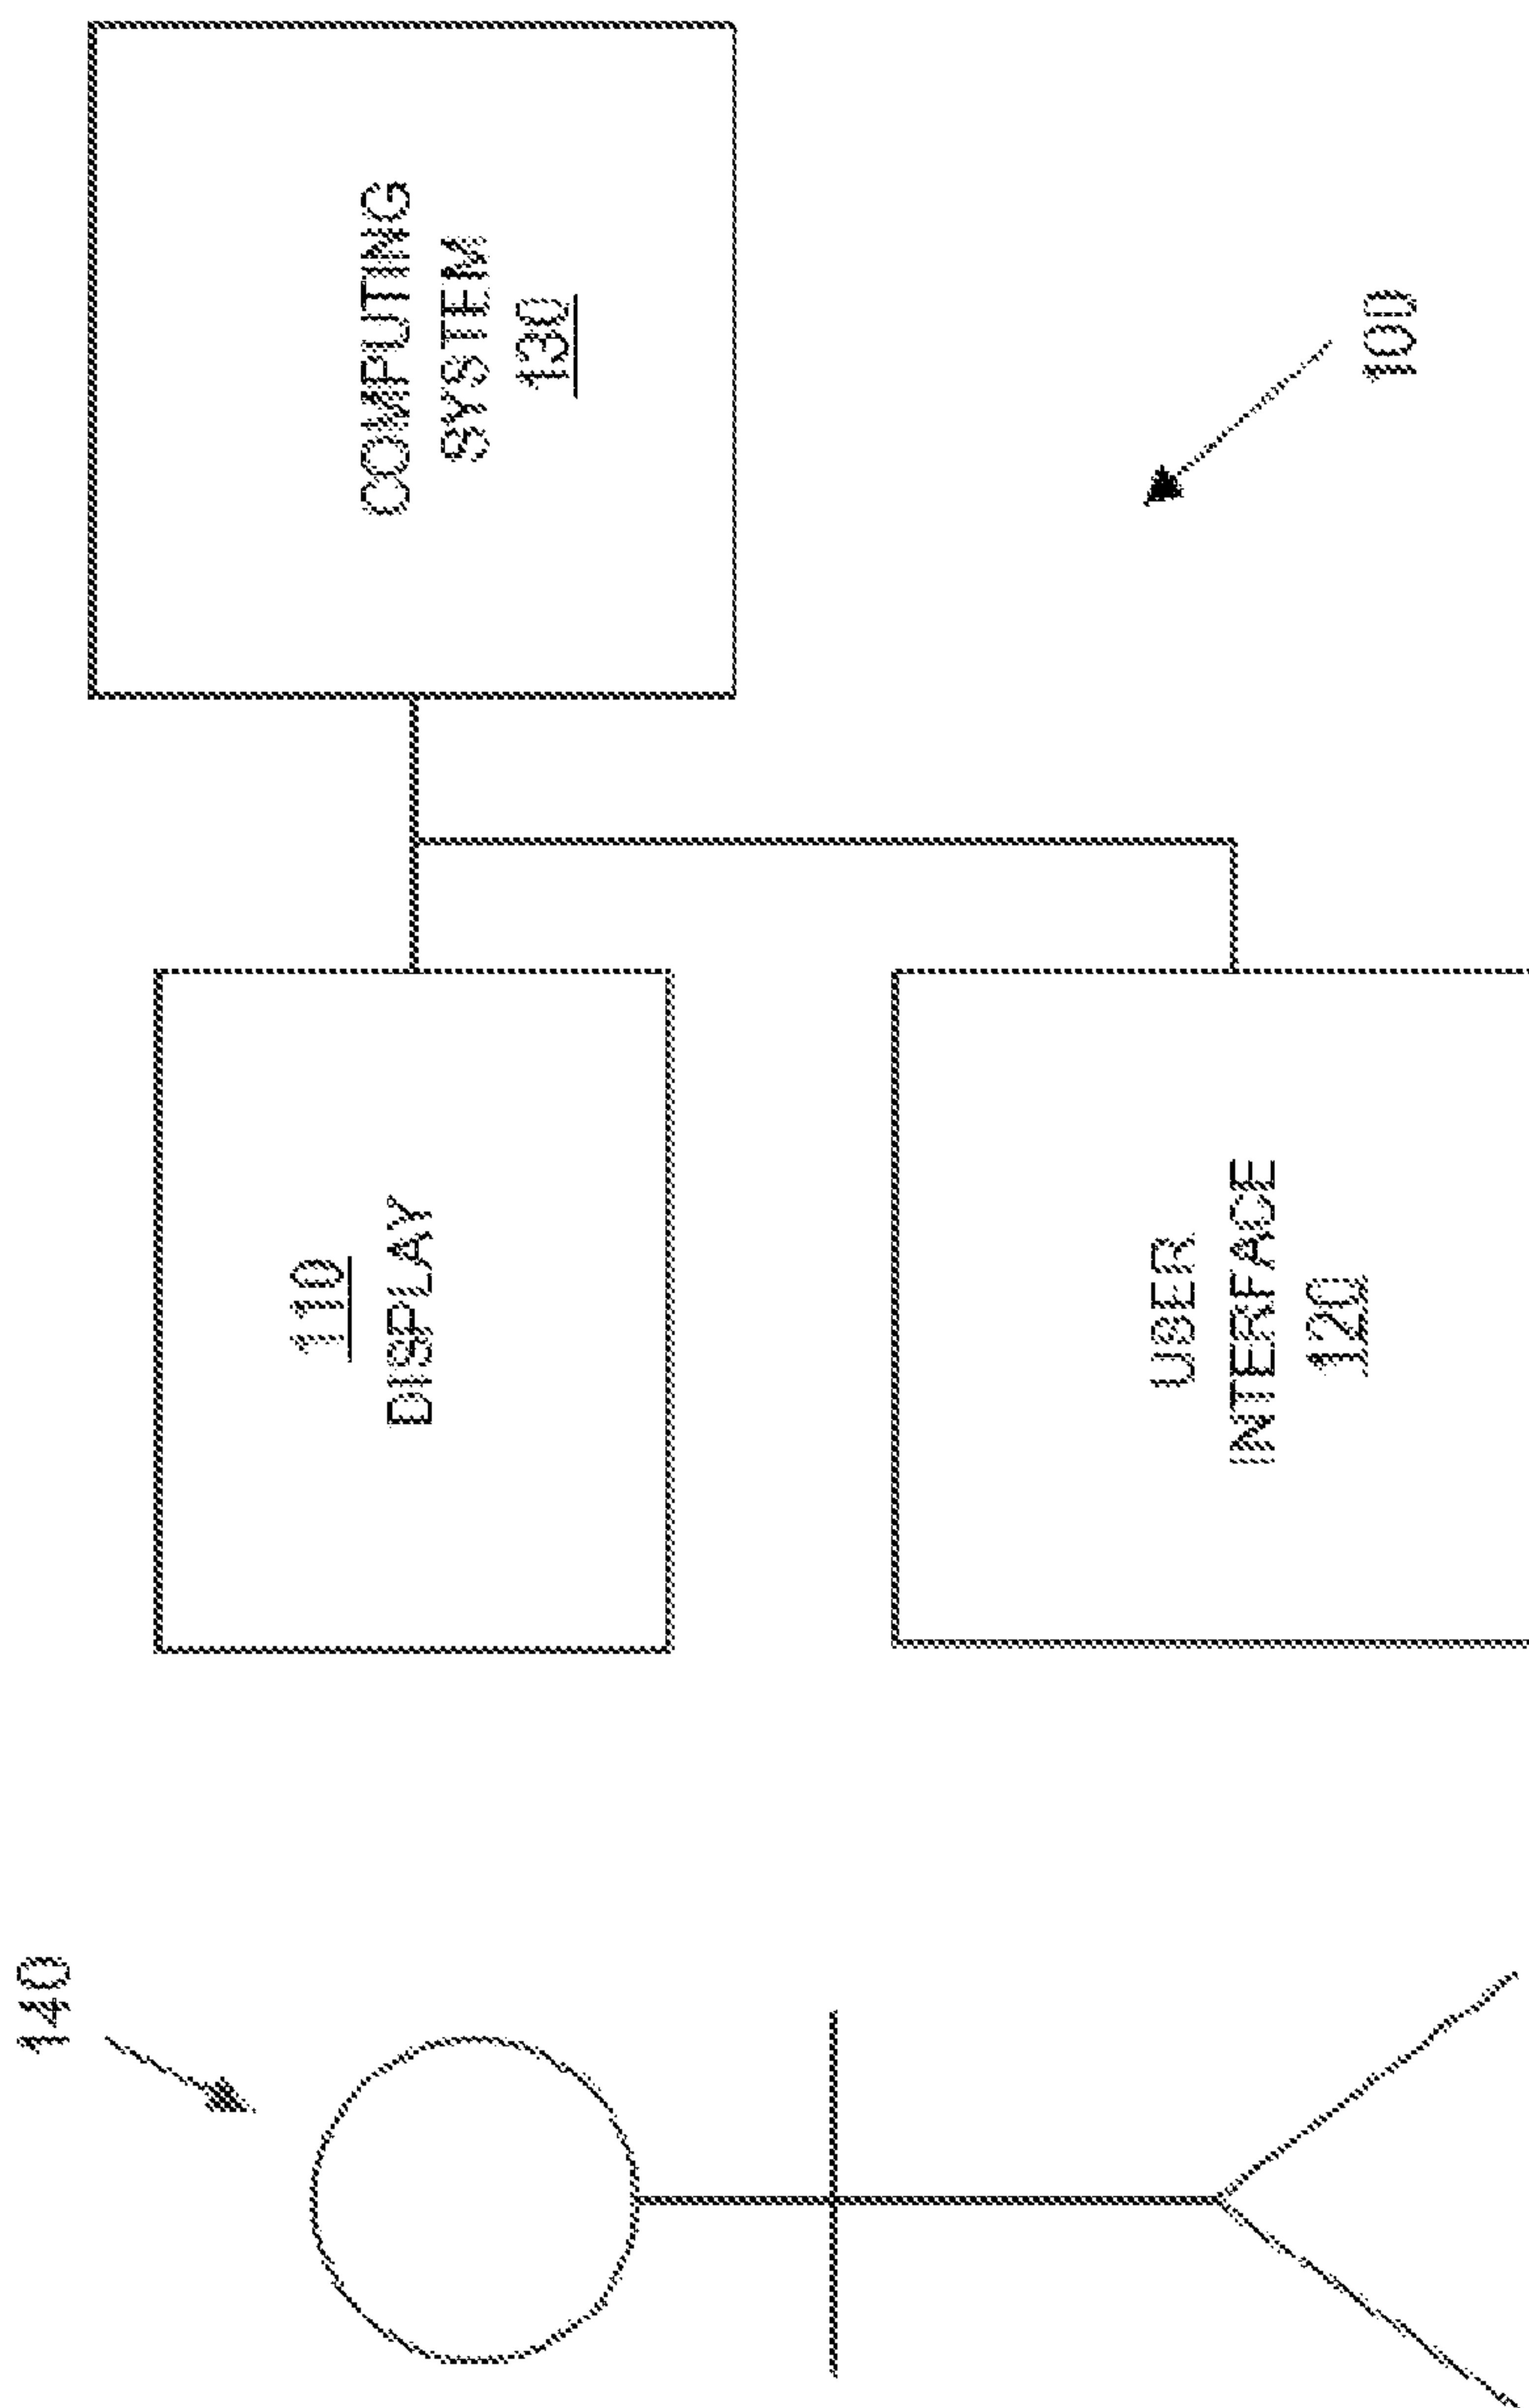 140
110
DISPLAY
COMPUTING
SYSTEM
130
USER
INTERFACE
120
100